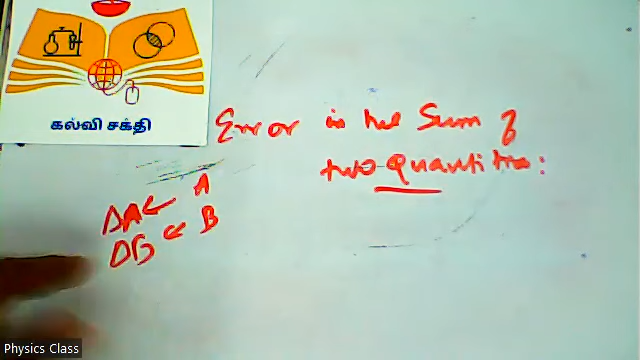 கல்வி சக்தி
Error in the Sum of
two Quantities:
ΔA ← A
ΔB ← B
Physics Class